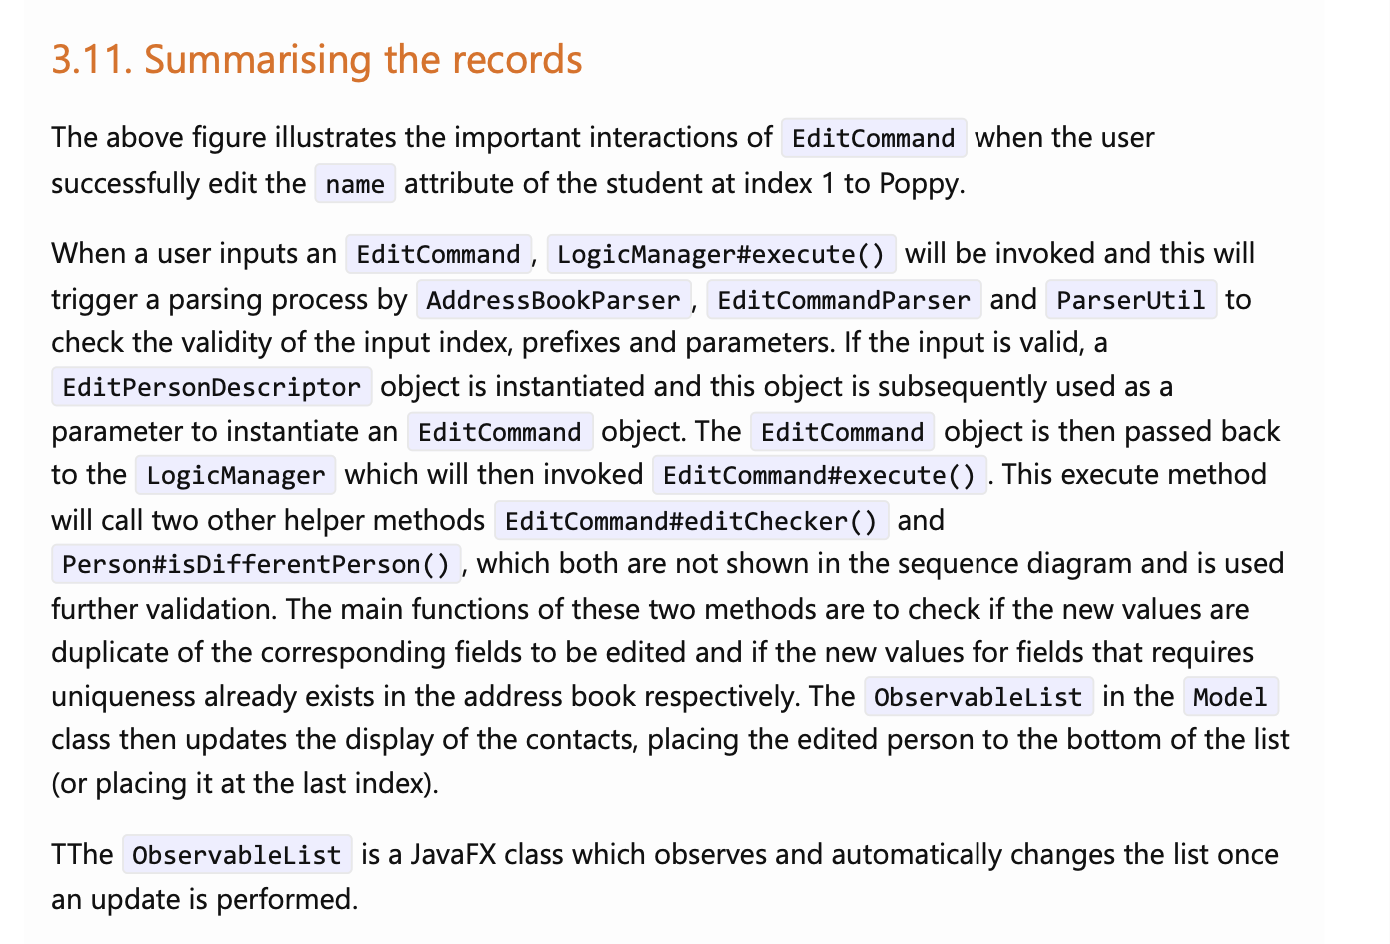 3.11. Summarising the records
The above figure illustrates the important interactions of EditCommand when the user
successfully edit the name attribute of the student at index 1 to Poppy.
When a user inputs an EditCommand, LogicManager#execute() will be invoked and this will
trigger a parsing process by AddressBookParser, EditCommandParser and ParserUtil to
check the validity of the input index, prefixes and parameters. If the input is valid, a
EditPersonDescriptor object is instantiated and this object is subsequently used as a
parameter to instantiate an EditCommand object. The EditCommand object is then passed back
to the LogicManager which will then invoked EditCommand#execute(). This execute method
will call two other helper methods EditCommand#editChecker() and
Person#isDifferentPerson(), which both are not shown in the sequence diagram and is used
further validation. The main functions of these two methods are to check if the new values are
duplicate of the corresponding fields to be edited and if the new values for fields that requires
uniqueness already exists in the address book respectively. The ObservableList in the Model
class then updates the display of the contacts, placing the edited person to the bottom of the list
(or placing it at the last index).
TThe ObservableList is a JavaFX class which observes and automatically changes the list once
an update is performed.